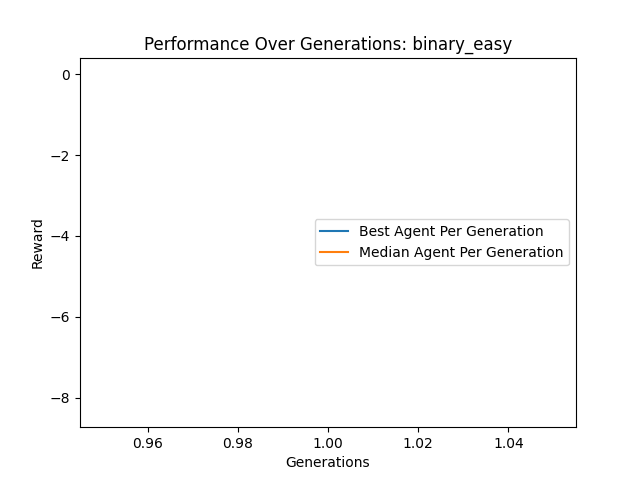 Performance Over Generations: binary_easy
0
−2
−4
−6
−8
Reward
Best Agent Per Generation
Median Agent Per Generation
0.96 0.98 1.00 1.02 1.04
Generations